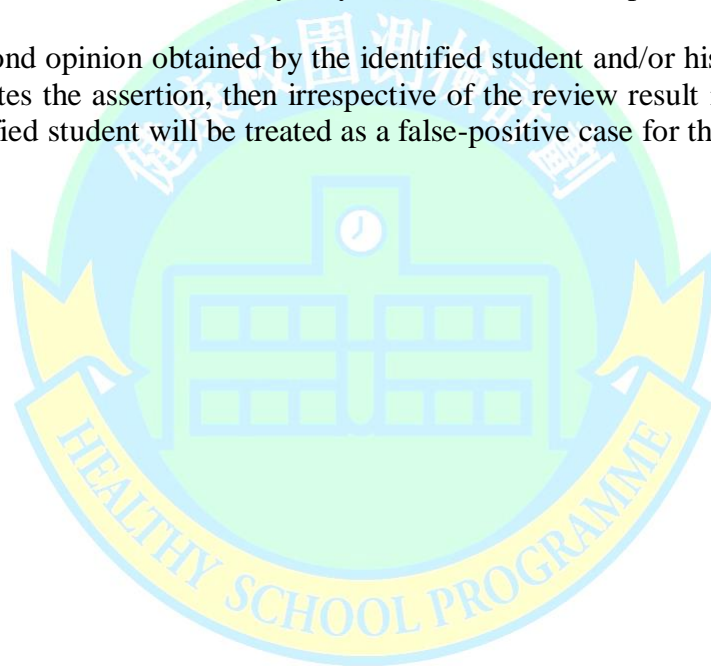 ond opinion obtained by the identified student and/or his
tes the assertion, then irrespective of the review result
fied student will be treated as a false-positive case for th
健康校園測檢計劃
HEALTHY SCHOOL PROGRAMME